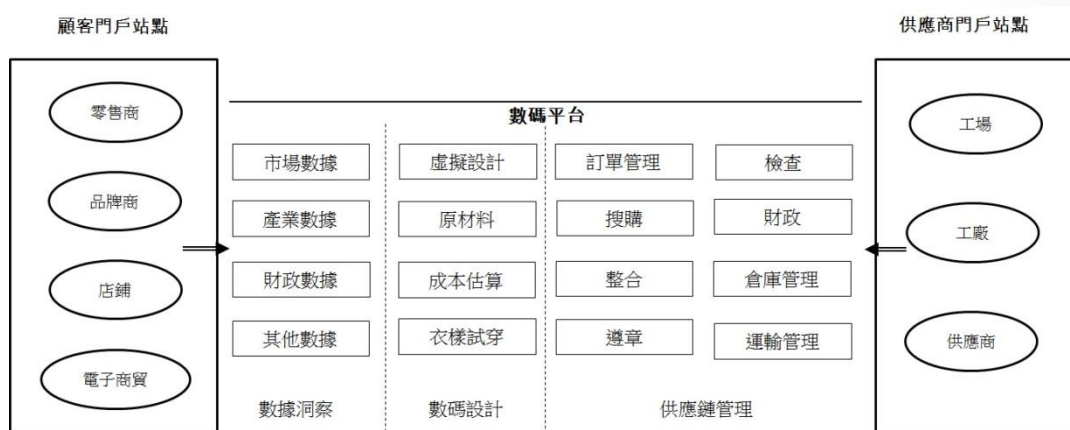 顧客門戶站點
供應商門戶站點
零售商
品牌商
店鋪
電子商貿
數碼平台
市場數據
虛擬設計
訂單管理
檢查
產業數據
原材料
搜購
財政
財政數據
成本估算
整合
倉庫管理
其他數據
衣樣試穿
遵章
運輸管理
數據洞察
數碼設計
供應鏈管理
工場
工廠
供應商